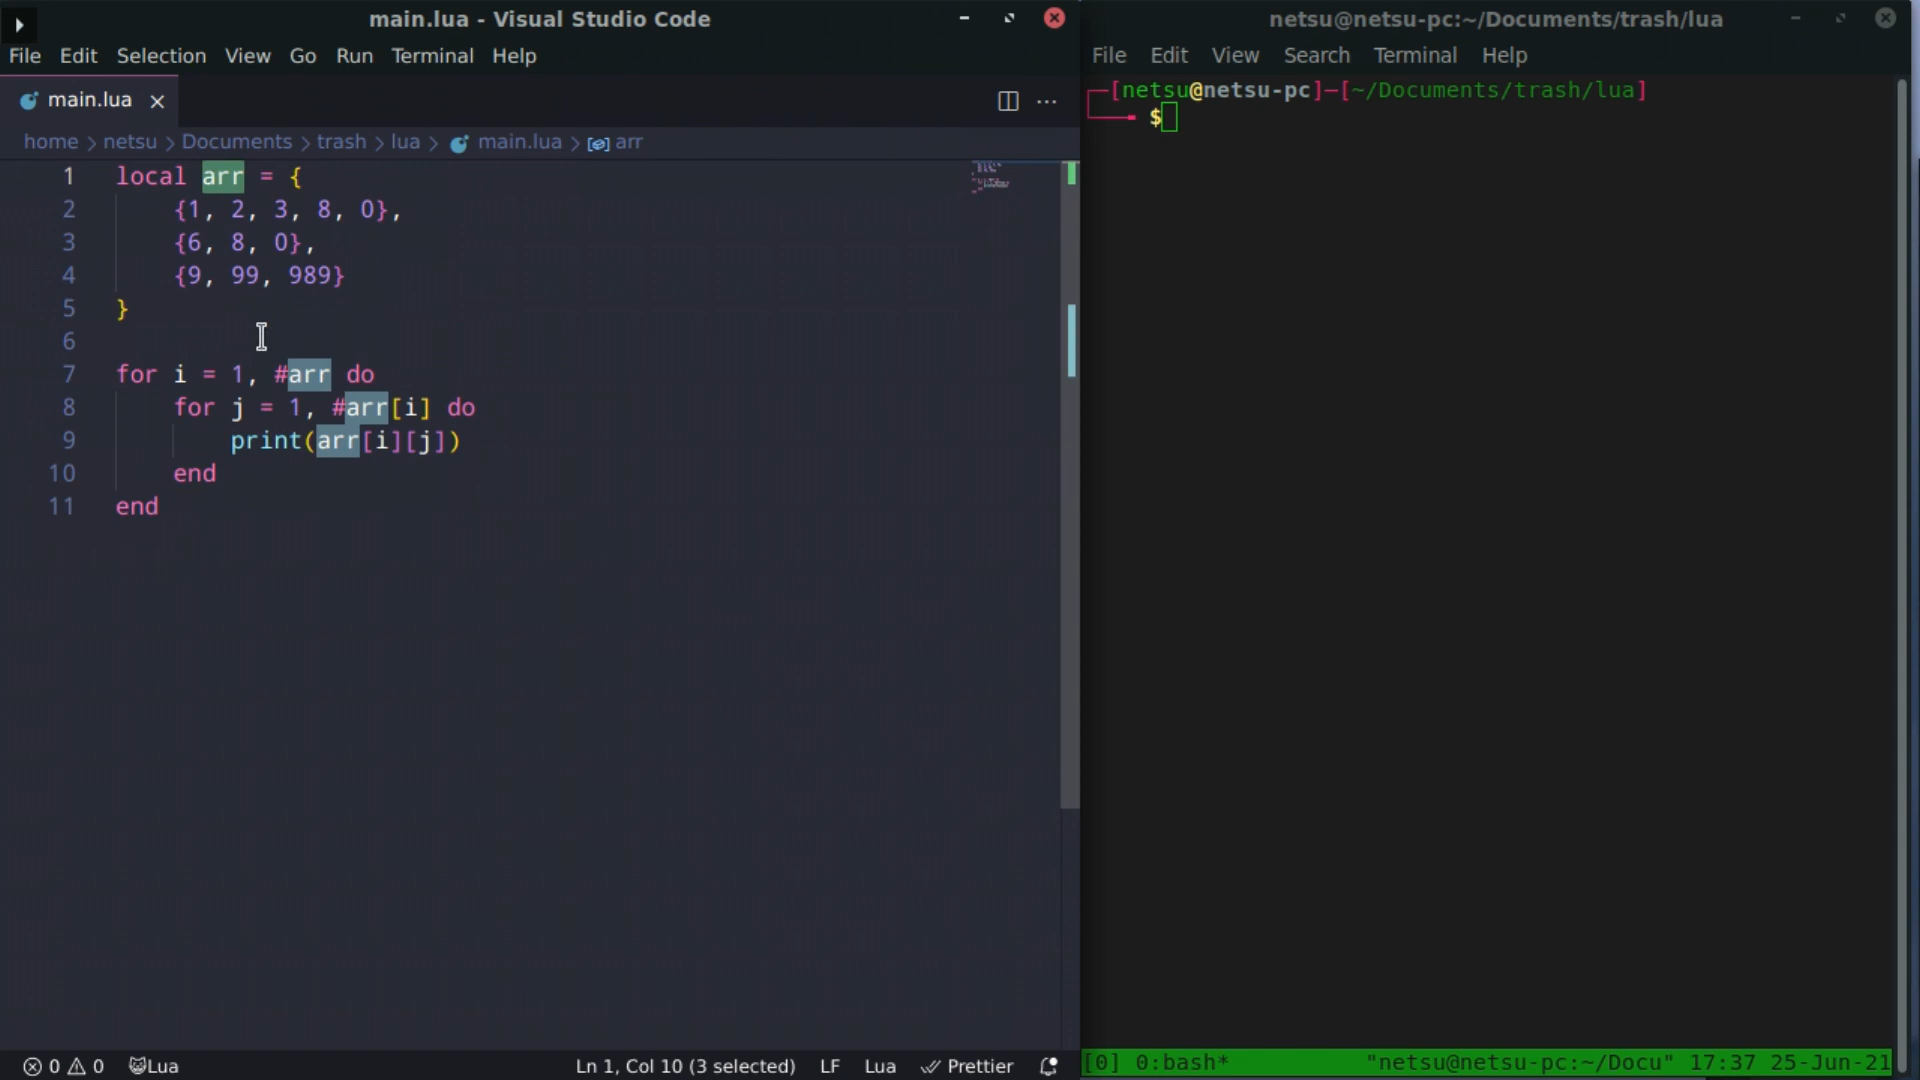 main.lua - Visual Studio Code
File Edit Selection View Go Run Terminal Help
main.lua
home > netsu > Documents > trash > lua > main.lua > arr
1 local arr = {
2     {1, 2, 3, 8, 0},
3     {6, 8, 0},
4     {9, 99, 989}
5 }
6
7 for i = 1, #arr do
8     for j = 1, #arr[i] do
9         print(arr[i][j])
10     end
11 end
0 0 Lua Ln 1, Col 10 (3 selected) LF Lua Prettier
netsu@netsu-pc:~/Documents/trash/lua
File Edit View Search Terminal Help
[netsu@netsu-pc]-[~/Documents/trash/lua]
$
[0] 0:bash* "netsu@netsu-pc:~/Docu" 17:37 25-Jun-21